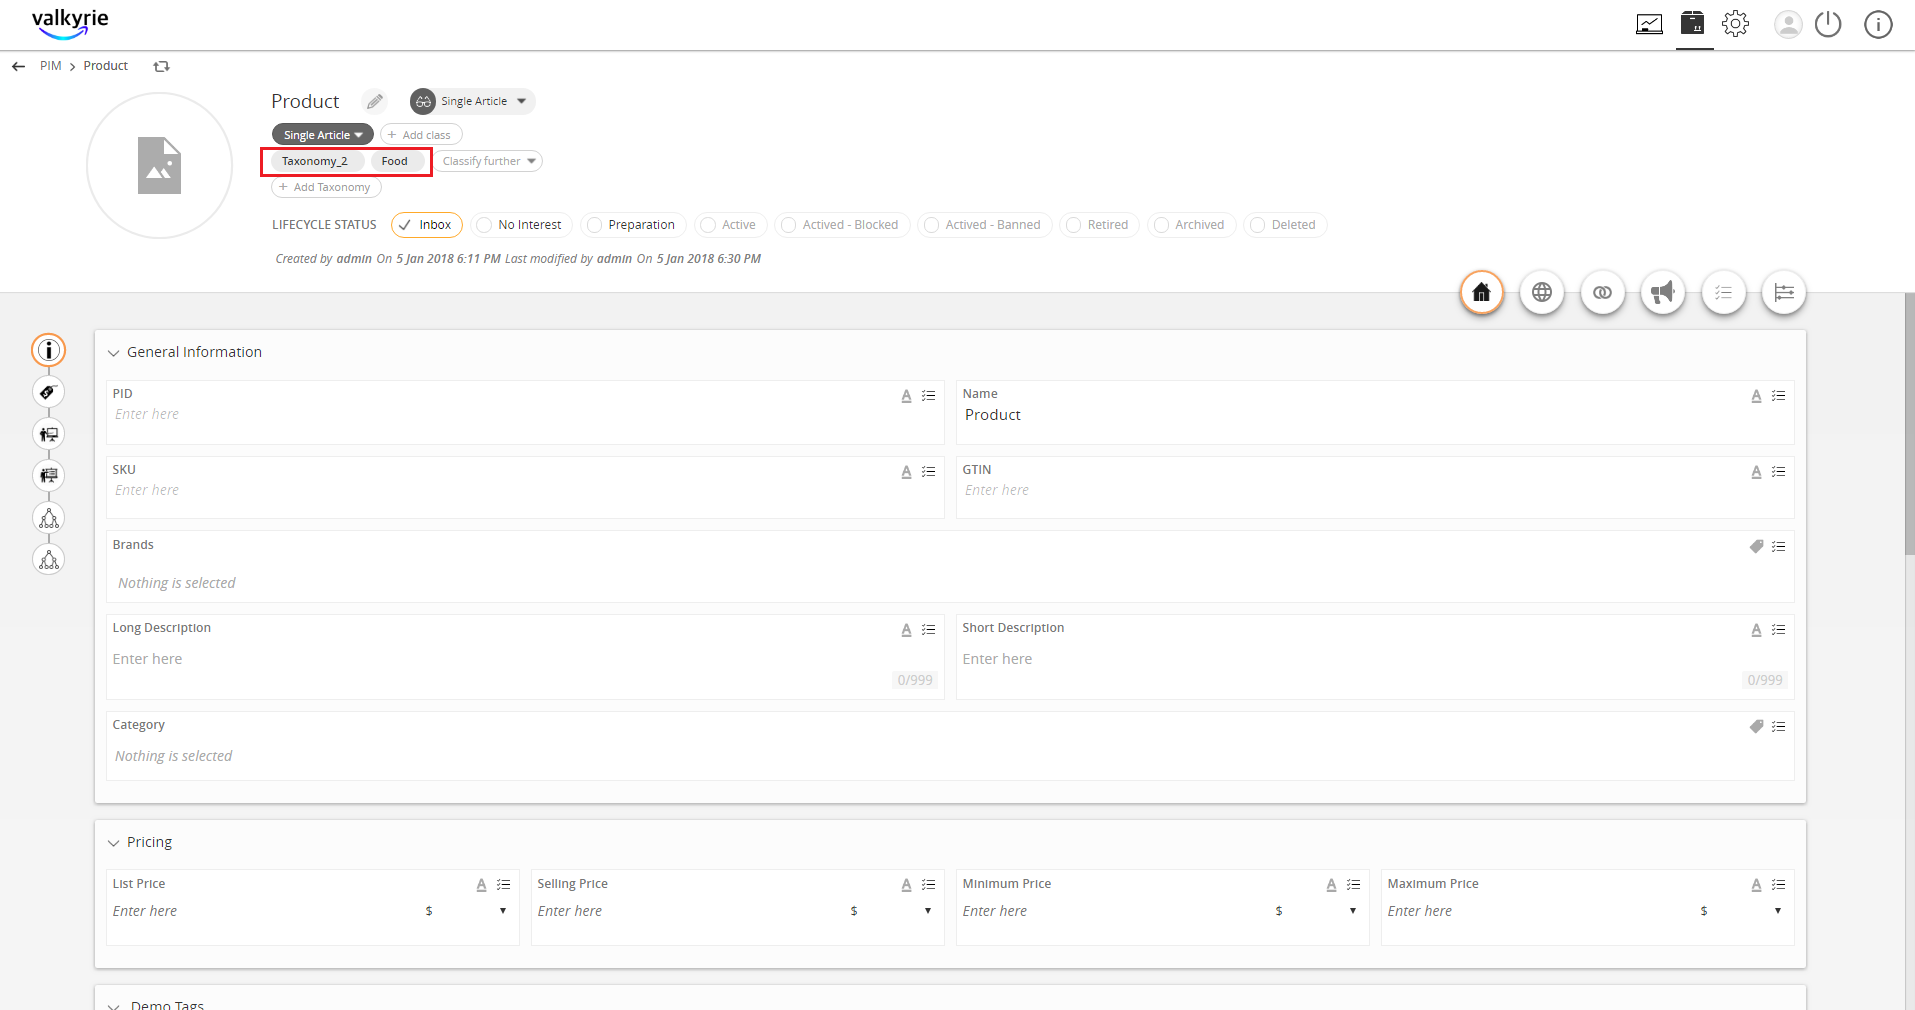 valkyrie
PIM > Product
Product Single Article
Single Article + Add class
Taxonomy_2 Food Classify further
+ Add Taxonomy
LIFECYCLE STATUS Inbox No Interest Preparation Active Actived - Blocked Actived - Banned Retired Archived Deleted
Created by admin On 5 Jan 2018 6:11 PM Last modified by admin On 5 Jan 2018 6:30 PM
General Information
PID Name
Enter here Product
SKU GTIN
Enter here Enter here
Brands
Nothing is selected
Long Description Short Description
Enter here Enter here
0/999 0/999
Category
Nothing is selected
Pricing
List Price Selling Price Minimum Price Maximum Price
Enter here $ Enter here $ Enter here $ Enter here $
Demo Tags